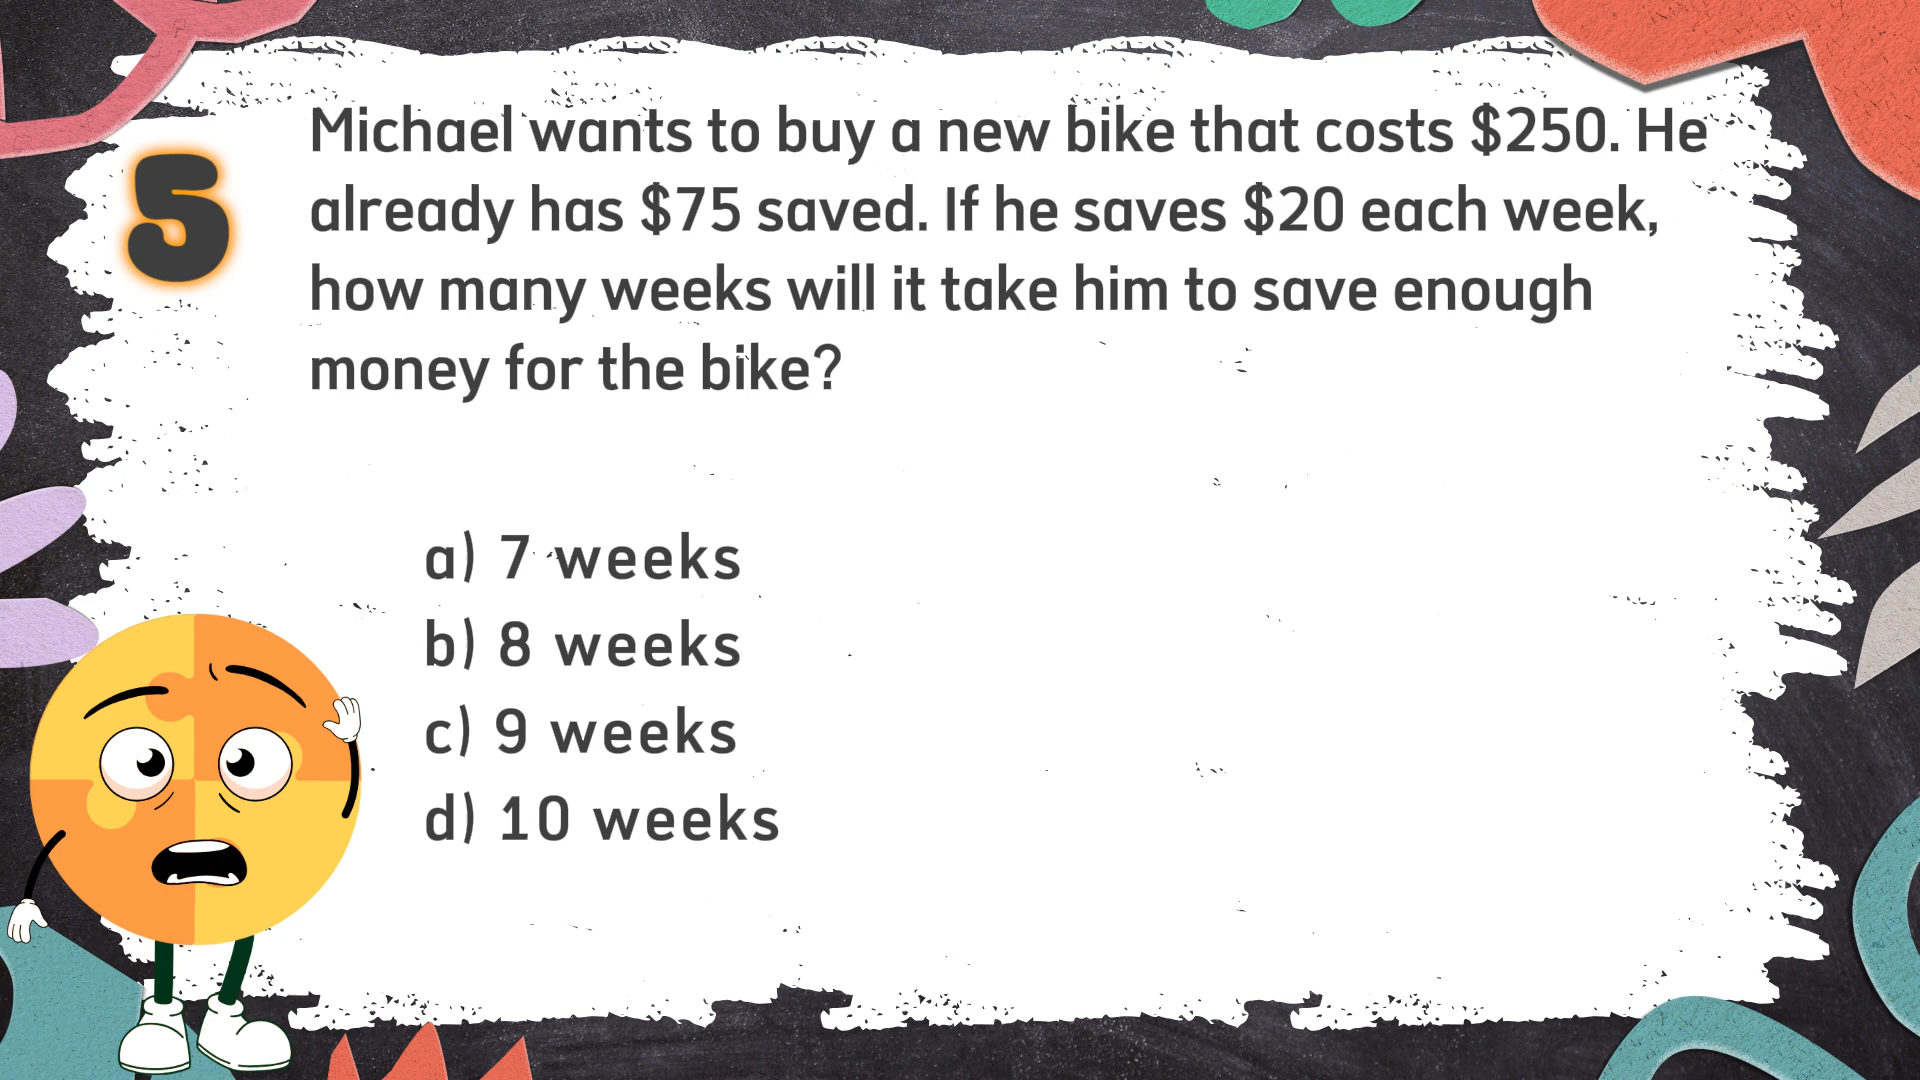 5
Michael wants to buy a new bike that costs $250. He
already has $75 saved. If he saves $20 each week,
how many weeks will it take him to save enough
money for the bike?
a) 7 weeks
b) 8 weeks
c) 9 weeks
d) 10 weeks